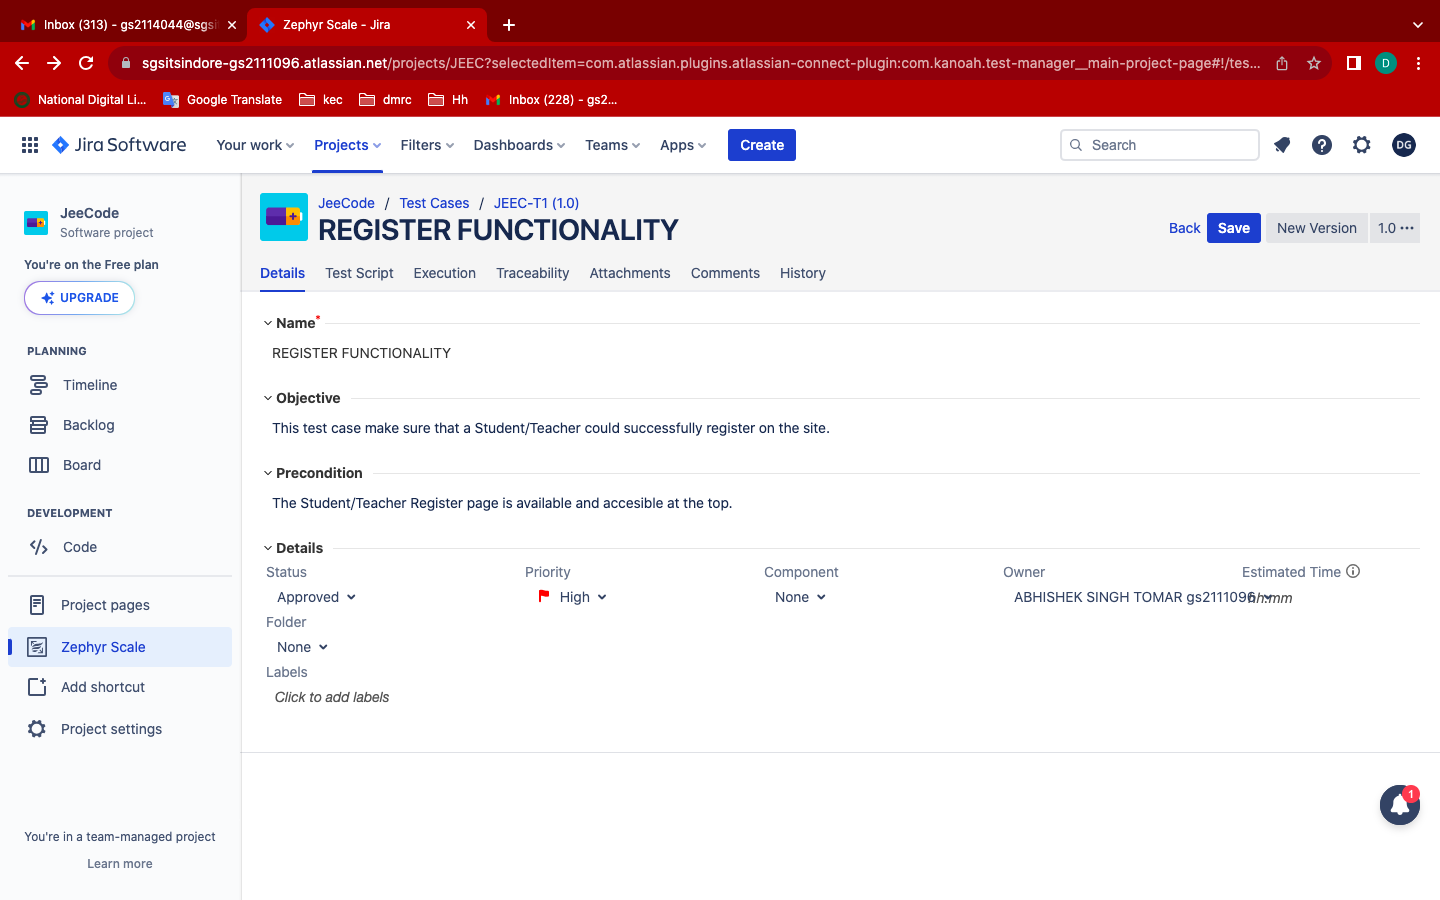 Inbox (313) - gs2114044@sgsi
Zephyr Scale - Jira
sgsitsindore-gs2111096.atlassian.net/projects/JEEC?selectedItem=com.atlassian.plugins.atlassian-connect-plugin:com.kanoah.test-manager__main-project-page#!/tes...
D
National Digital Li...
Google Translate
kec
dmrc
Hh
Inbox (228) - gs2...
Jira Software
Your work
Projects
Filters
Dashboards
Teams
Apps
Create
Search
DG
JeeCode
Software project
You're on the Free plan
UPGRADE
PLANNING
Timeline
Backlog
Board
DEVELOPMENT
Code
Project pages
Zephyr Scale
Add shortcut
Project settings
You're in a team-managed project
Learn more
JeeCode / Test Cases / JEEC-T1 (1.0)
REGISTER FUNCTIONALITY
Back
Save
New Version
1.0 ···
Details
Test Script
Execution
Traceability
Attachments
Comments
History
Name*
REGISTER FUNCTIONALITY
Objective
This test case make sure that a Student/Teacher could successfully register on the site.
Precondition
The Student/Teacher Register page is available and accesible at the top.
Details
Status
Priority
Component
Owner
Estimated Time
Approved
High
None
ABHISHEK SINGH TOMAR gs2111096
hh:mm
Folder
None
Labels
Click to add labels
1